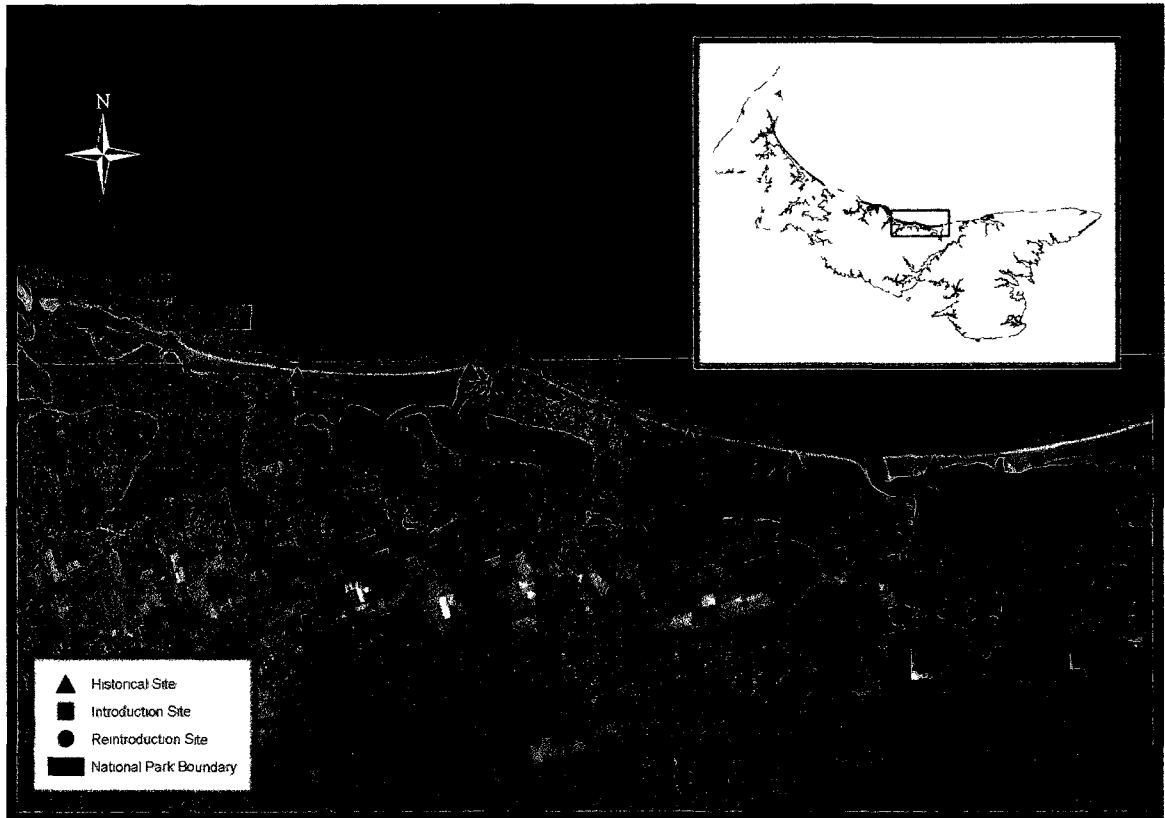 N
Historical Site
Introduction Site
Reintroduction Site
National Park Boundary